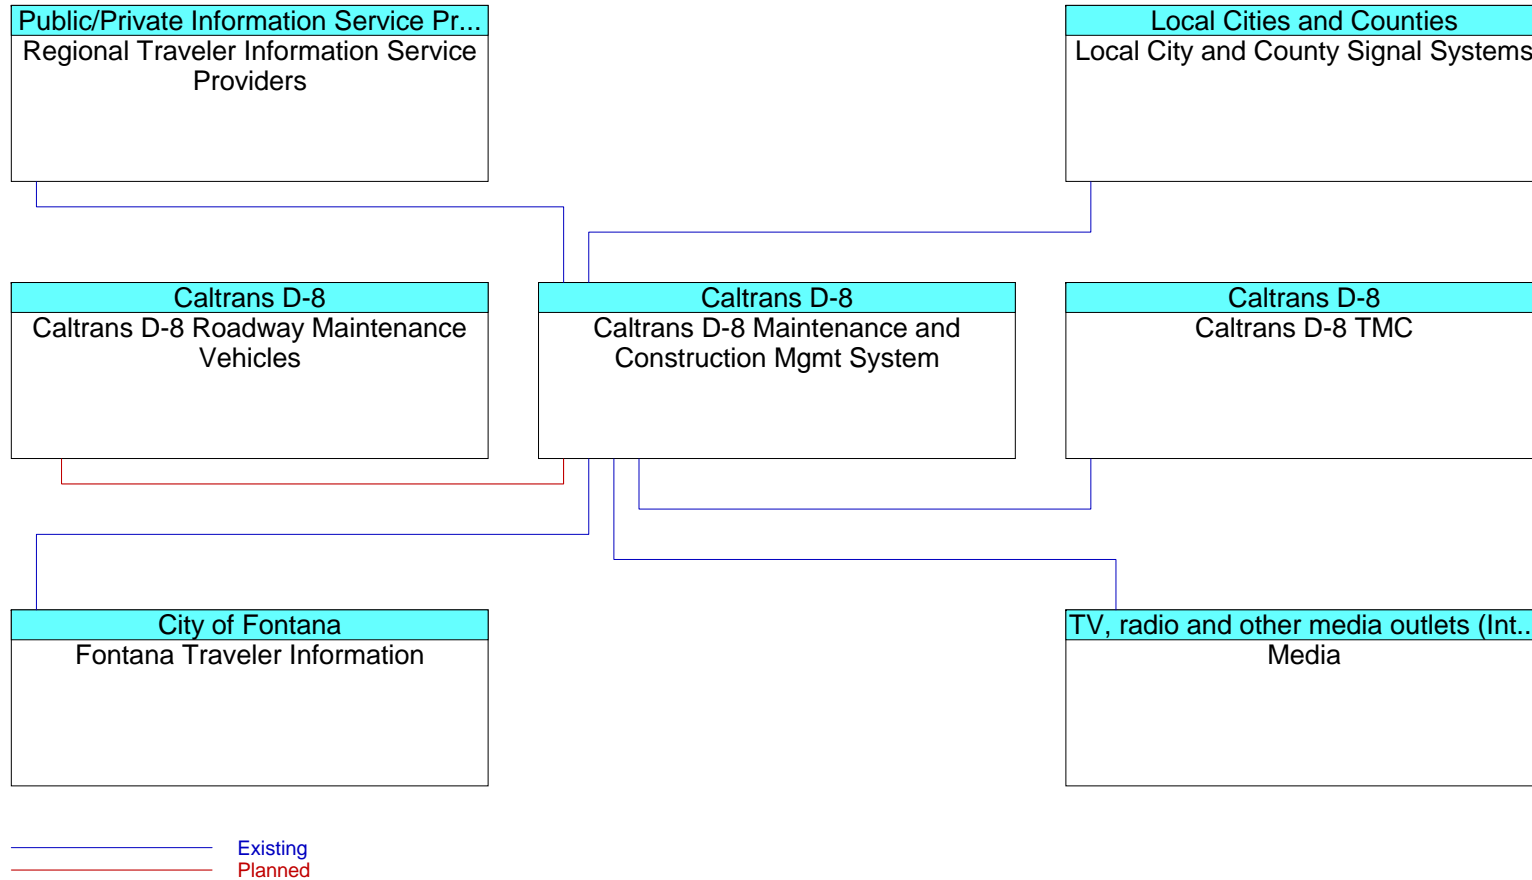 Public/Private Information Service Pr...
Regional Traveler Information Service
Providers
Local Cities and Counties
Local City and County Signal Systems
Caltrans D-8
Caltrans D-8 Roadway Maintenance
Vehicles
Caltrans D-8
Caltrans D-8 Maintenance and
Construction Mgmt System
Caltrans D-8
Caltrans D-8 TMC
City of Fontana
Fontana Traveler Information
TV, radio and other media outlets (Int...
Media
Existing
Planned